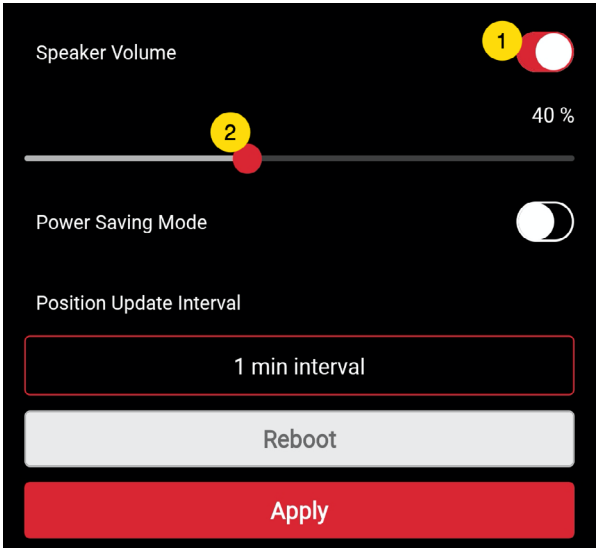 Speaker Volume
1
40 %
2
Power Saving Mode
Position Update Interval
1 min interval
Reboot
Apply